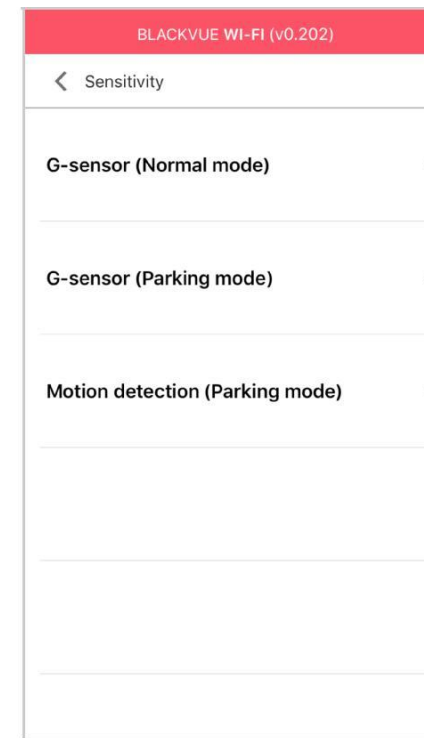 BLACKVUE WI-FI (v0.202)
Sensitivity
G-sensor (Normal mode)
G-sensor (Parking mode)
Motion detection (Parking mode)